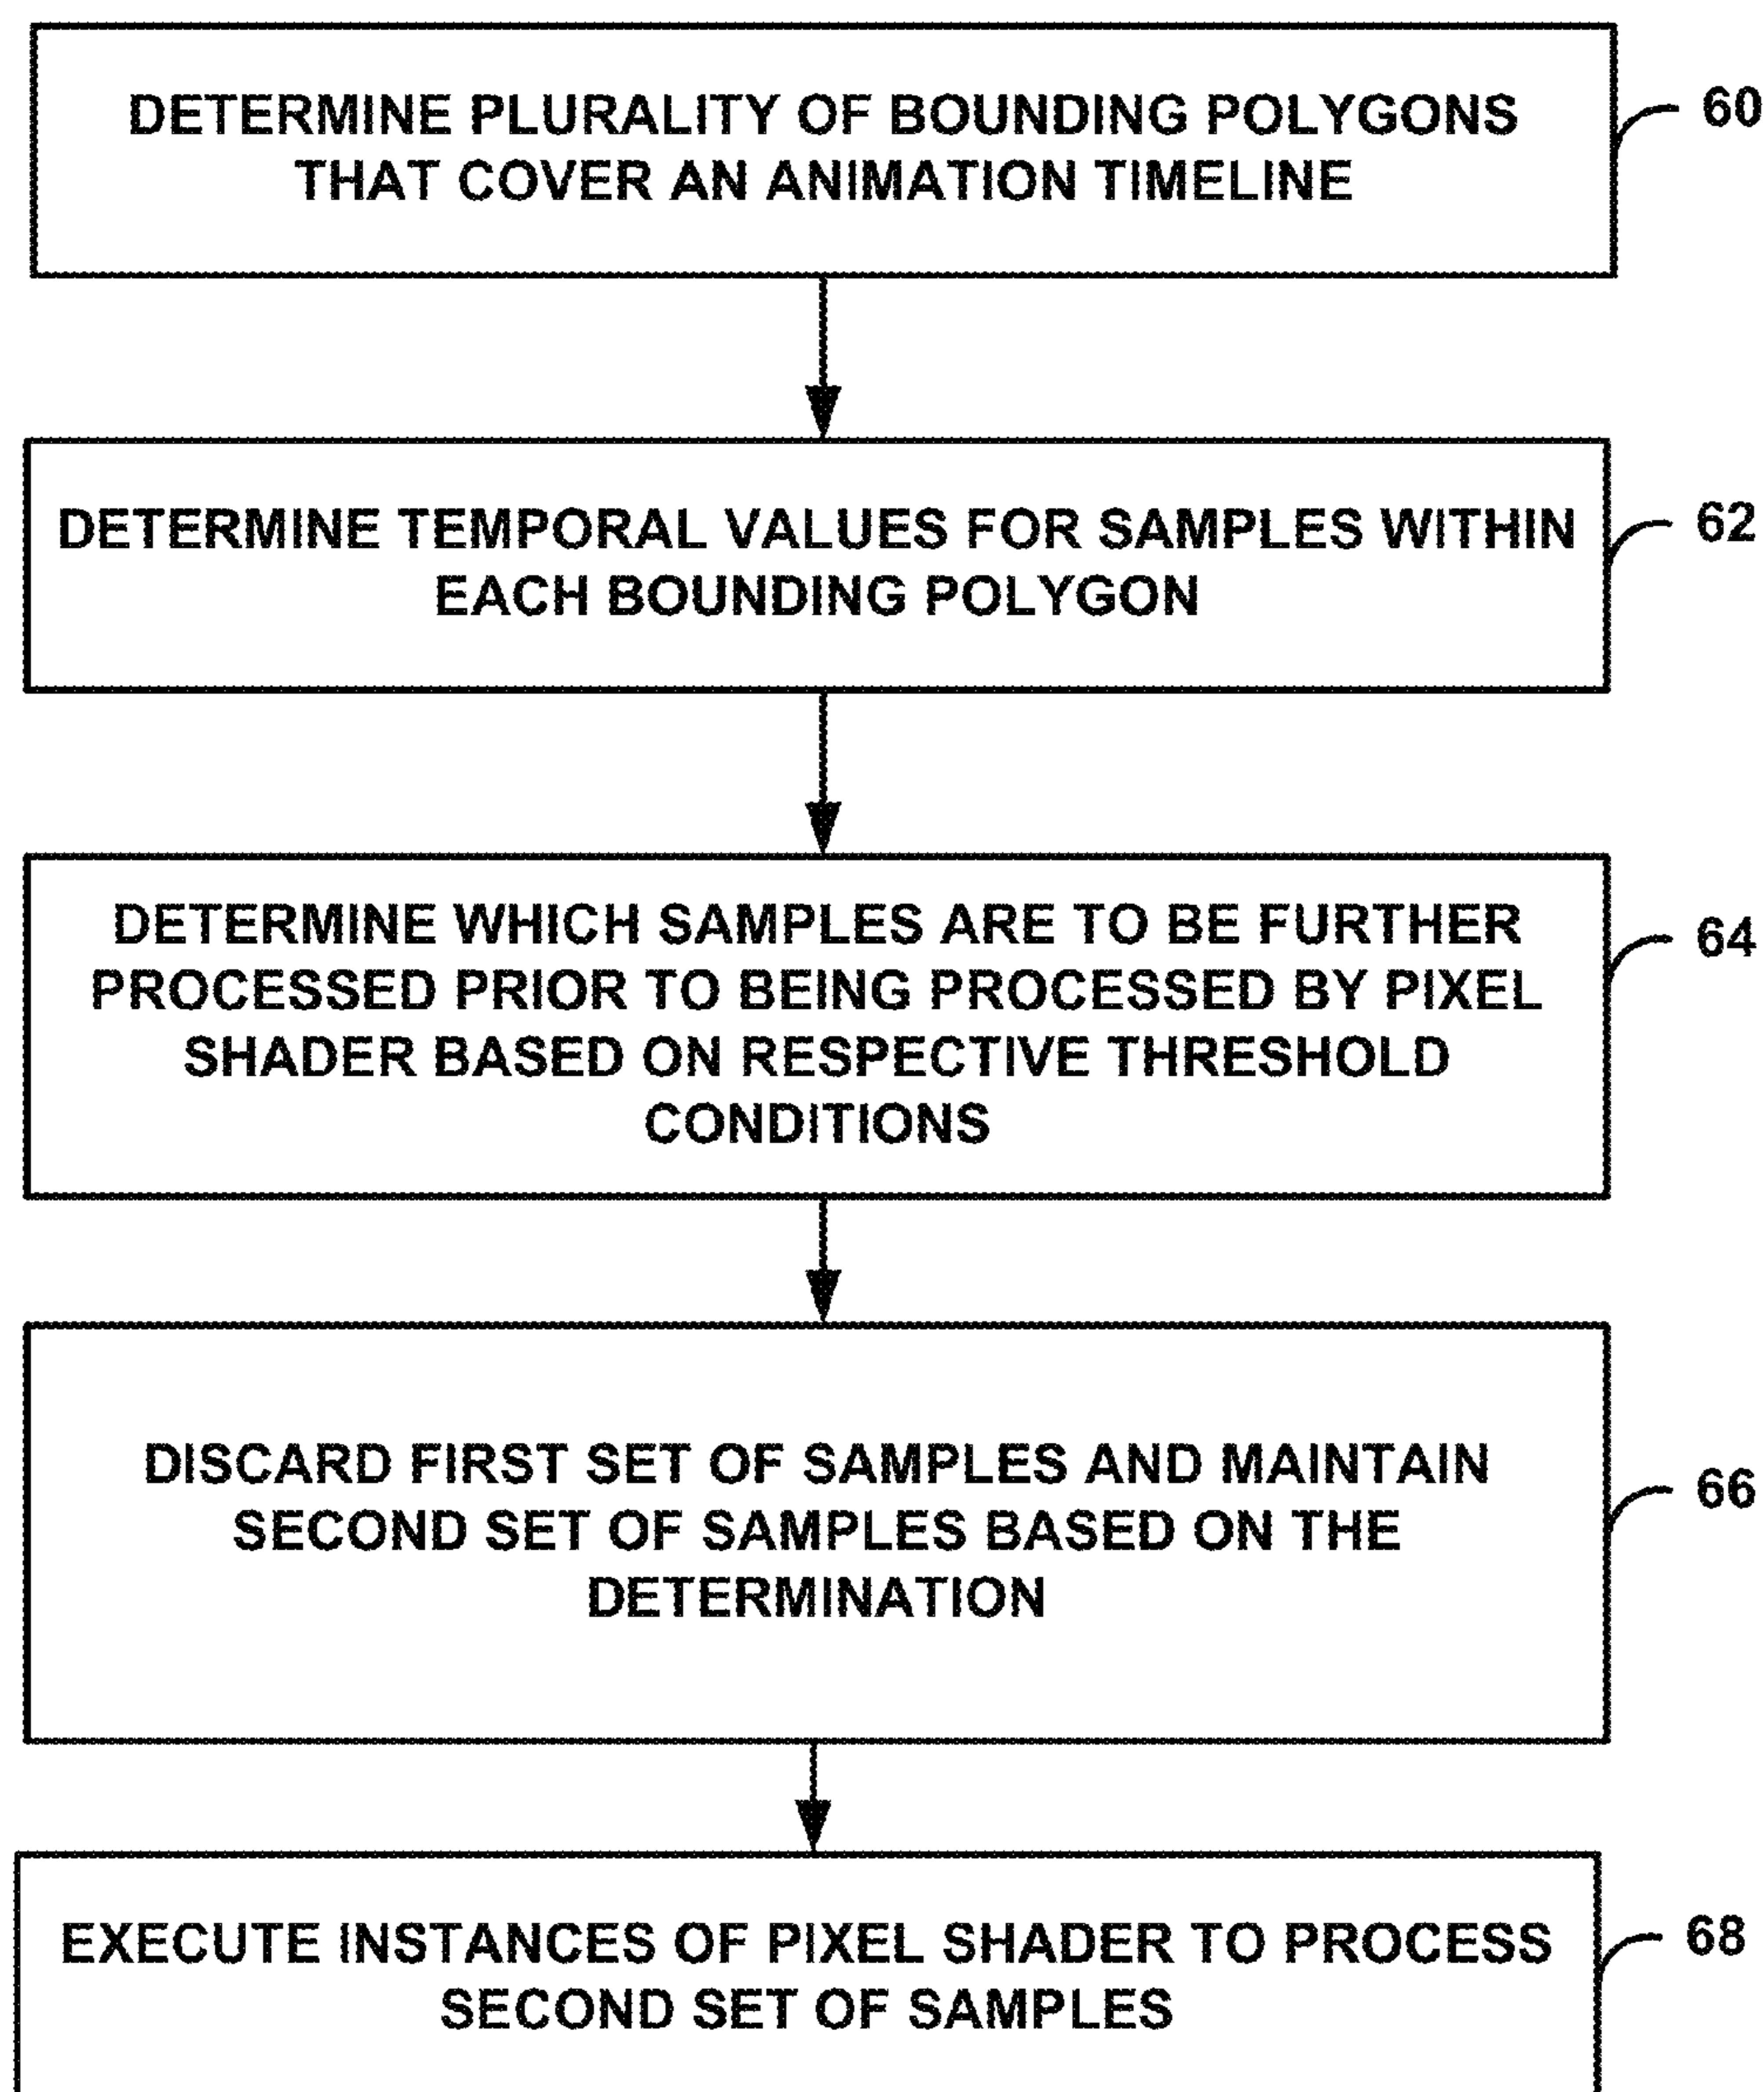 DETERMINE PLURALITY OF BOUNDING POLYGONS
THAT COVER AN ANIMATION TIMELINE
60
DETERMINE TEMPORAL VALUES FOR SAMPLES WITHIN
EACH BOUNDING POLYGON
62
DETERMINE WHICH SAMPLES ARE TO BE FURTHER
PROCESSED PRIOR TO BEING PROCESSED BY PIXEL
SHADER BASED ON RESPECTIVE THRESHOLD
CONDITIONS
64
DISCARD FIRST SET OF SAMPLES AND MAINTAIN
SECOND SET OF SAMPLES BASED ON THE
DETERMINATION
66
EXECUTE INSTANCES OF PIXEL SHADER TO PROCESS
SECOND SET OF SAMPLES
68